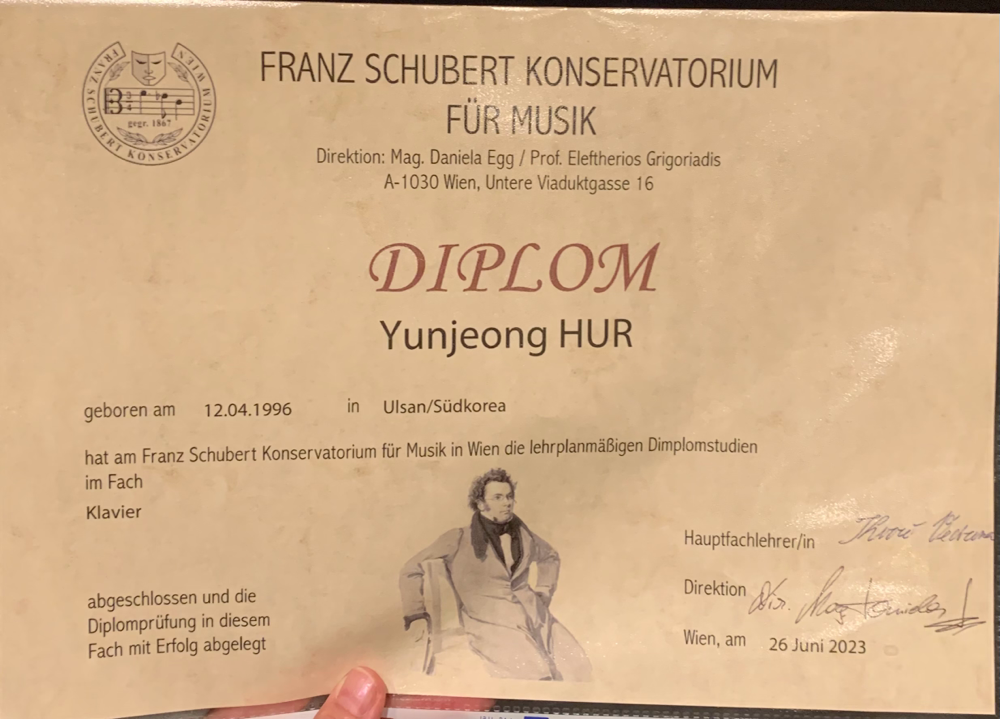 FRANZ SCHUBERT KONSERVATORIUM
FÜR MUSIK
Direktion: Mag. Daniela Egg / Prof. Eleftherios Grigoriadis
A-1030 Wien, Untere Viaduktgasse 16
FRANZ SCHUBERT KONSERVATORIUM WIEN
gegr. 1867
DIPLOM
Yunjeong HUR
geboren am 12.04.1996 in Ulsan/Südkorea
hat am Franz Schubert Konservatorium für Musik in Wien die lehrplanmäßigen Dimplomstudien
im Fach
Klavier
abgeschlossen und die
Diplomprüfung in diesem
Fach mit Erfolg abgelegt
Hauptfachlehrer/in
Direktion Dir. Mag.
Wien, am 26 Juni 2023